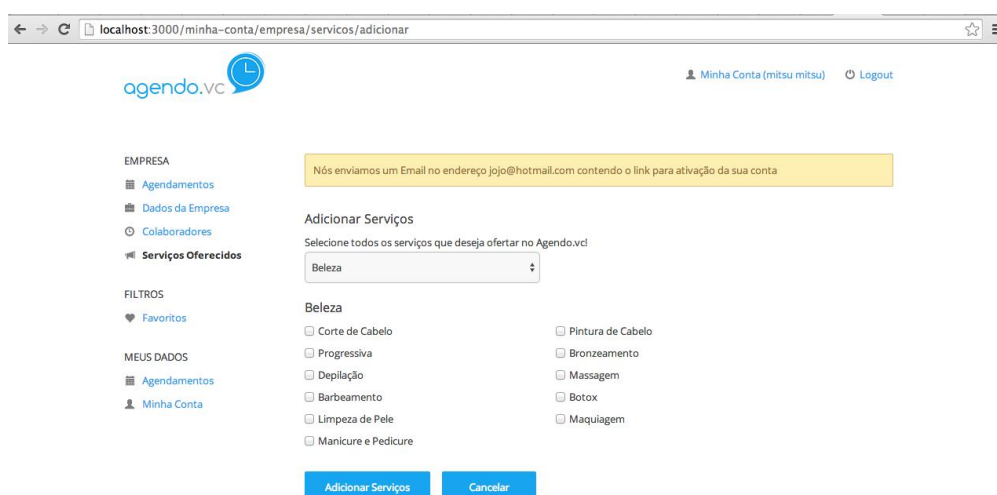 localhost:3000/minha-conta/empresa/servicos/adicionar
agendo.vc
Minha Conta (mitsu mitsu) Logout
EMPRESA
Agendamentos
Dados da Empresa
Colaboradores
Serviços Oferecidos
FILTROS
Favoritos
MEUS DADOS
Agendamentos
Minha Conta
Nós enviamos um Email no endereço jojo@hotmail.com contendo o link para ativação da sua conta
Adicionar Serviços
Selecione todos os serviços que deseja ofertar no Agendo.vc!
Beleza
Beleza
Corte de Cabelo Pintura de Cabelo
Progressiva Bronzeamento
Depilação Massagem
Barbeamento Botox
Limpeza de Pele Maquiagem
Manicure e Pedicure
Adicionar Serviços Cancelar